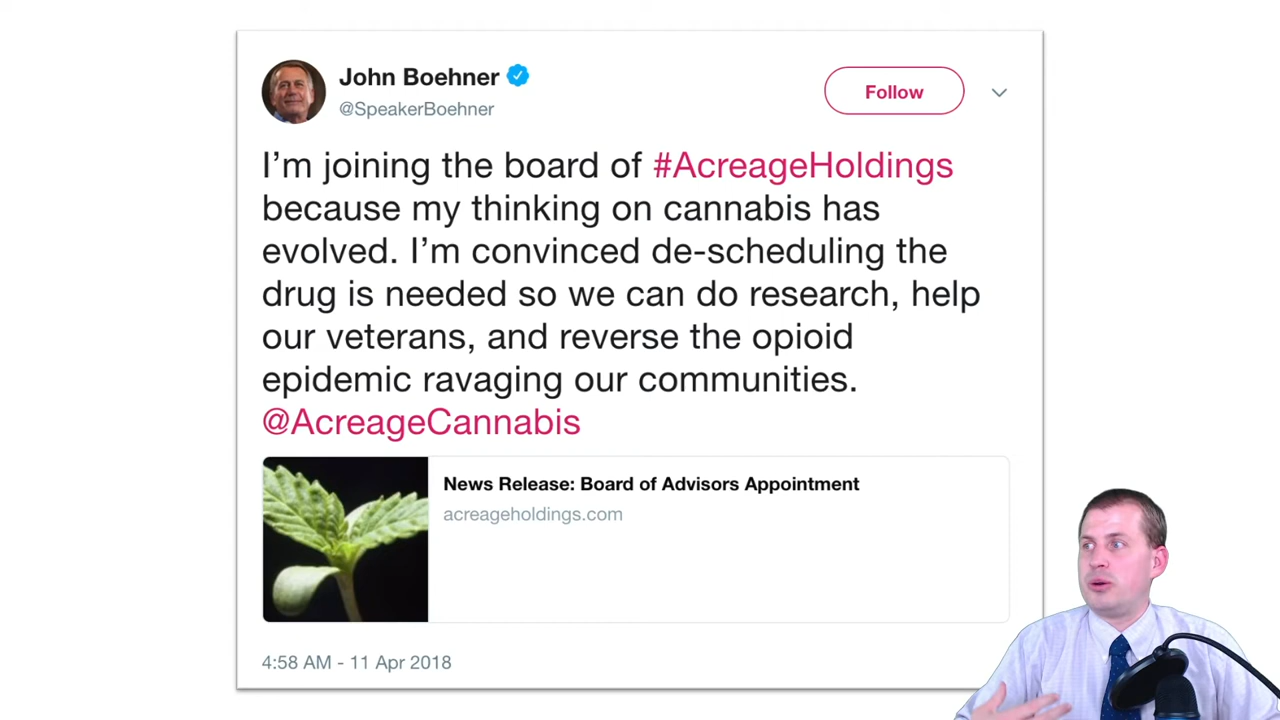 John Boehner
@SpeakerBoehner
Follow
I’m joining the board of #AcreageHoldings
because my thinking on cannabis has
evolved. I’m convinced de-scheduling the
drug is needed so we can do research, help
our veterans, and reverse the opioid
epidemic ravaging our communities.
@AcreageCannabis
News Release: Board of Advisors Appointment
acreageholdings.com
4:58 AM - 11 Apr 2018